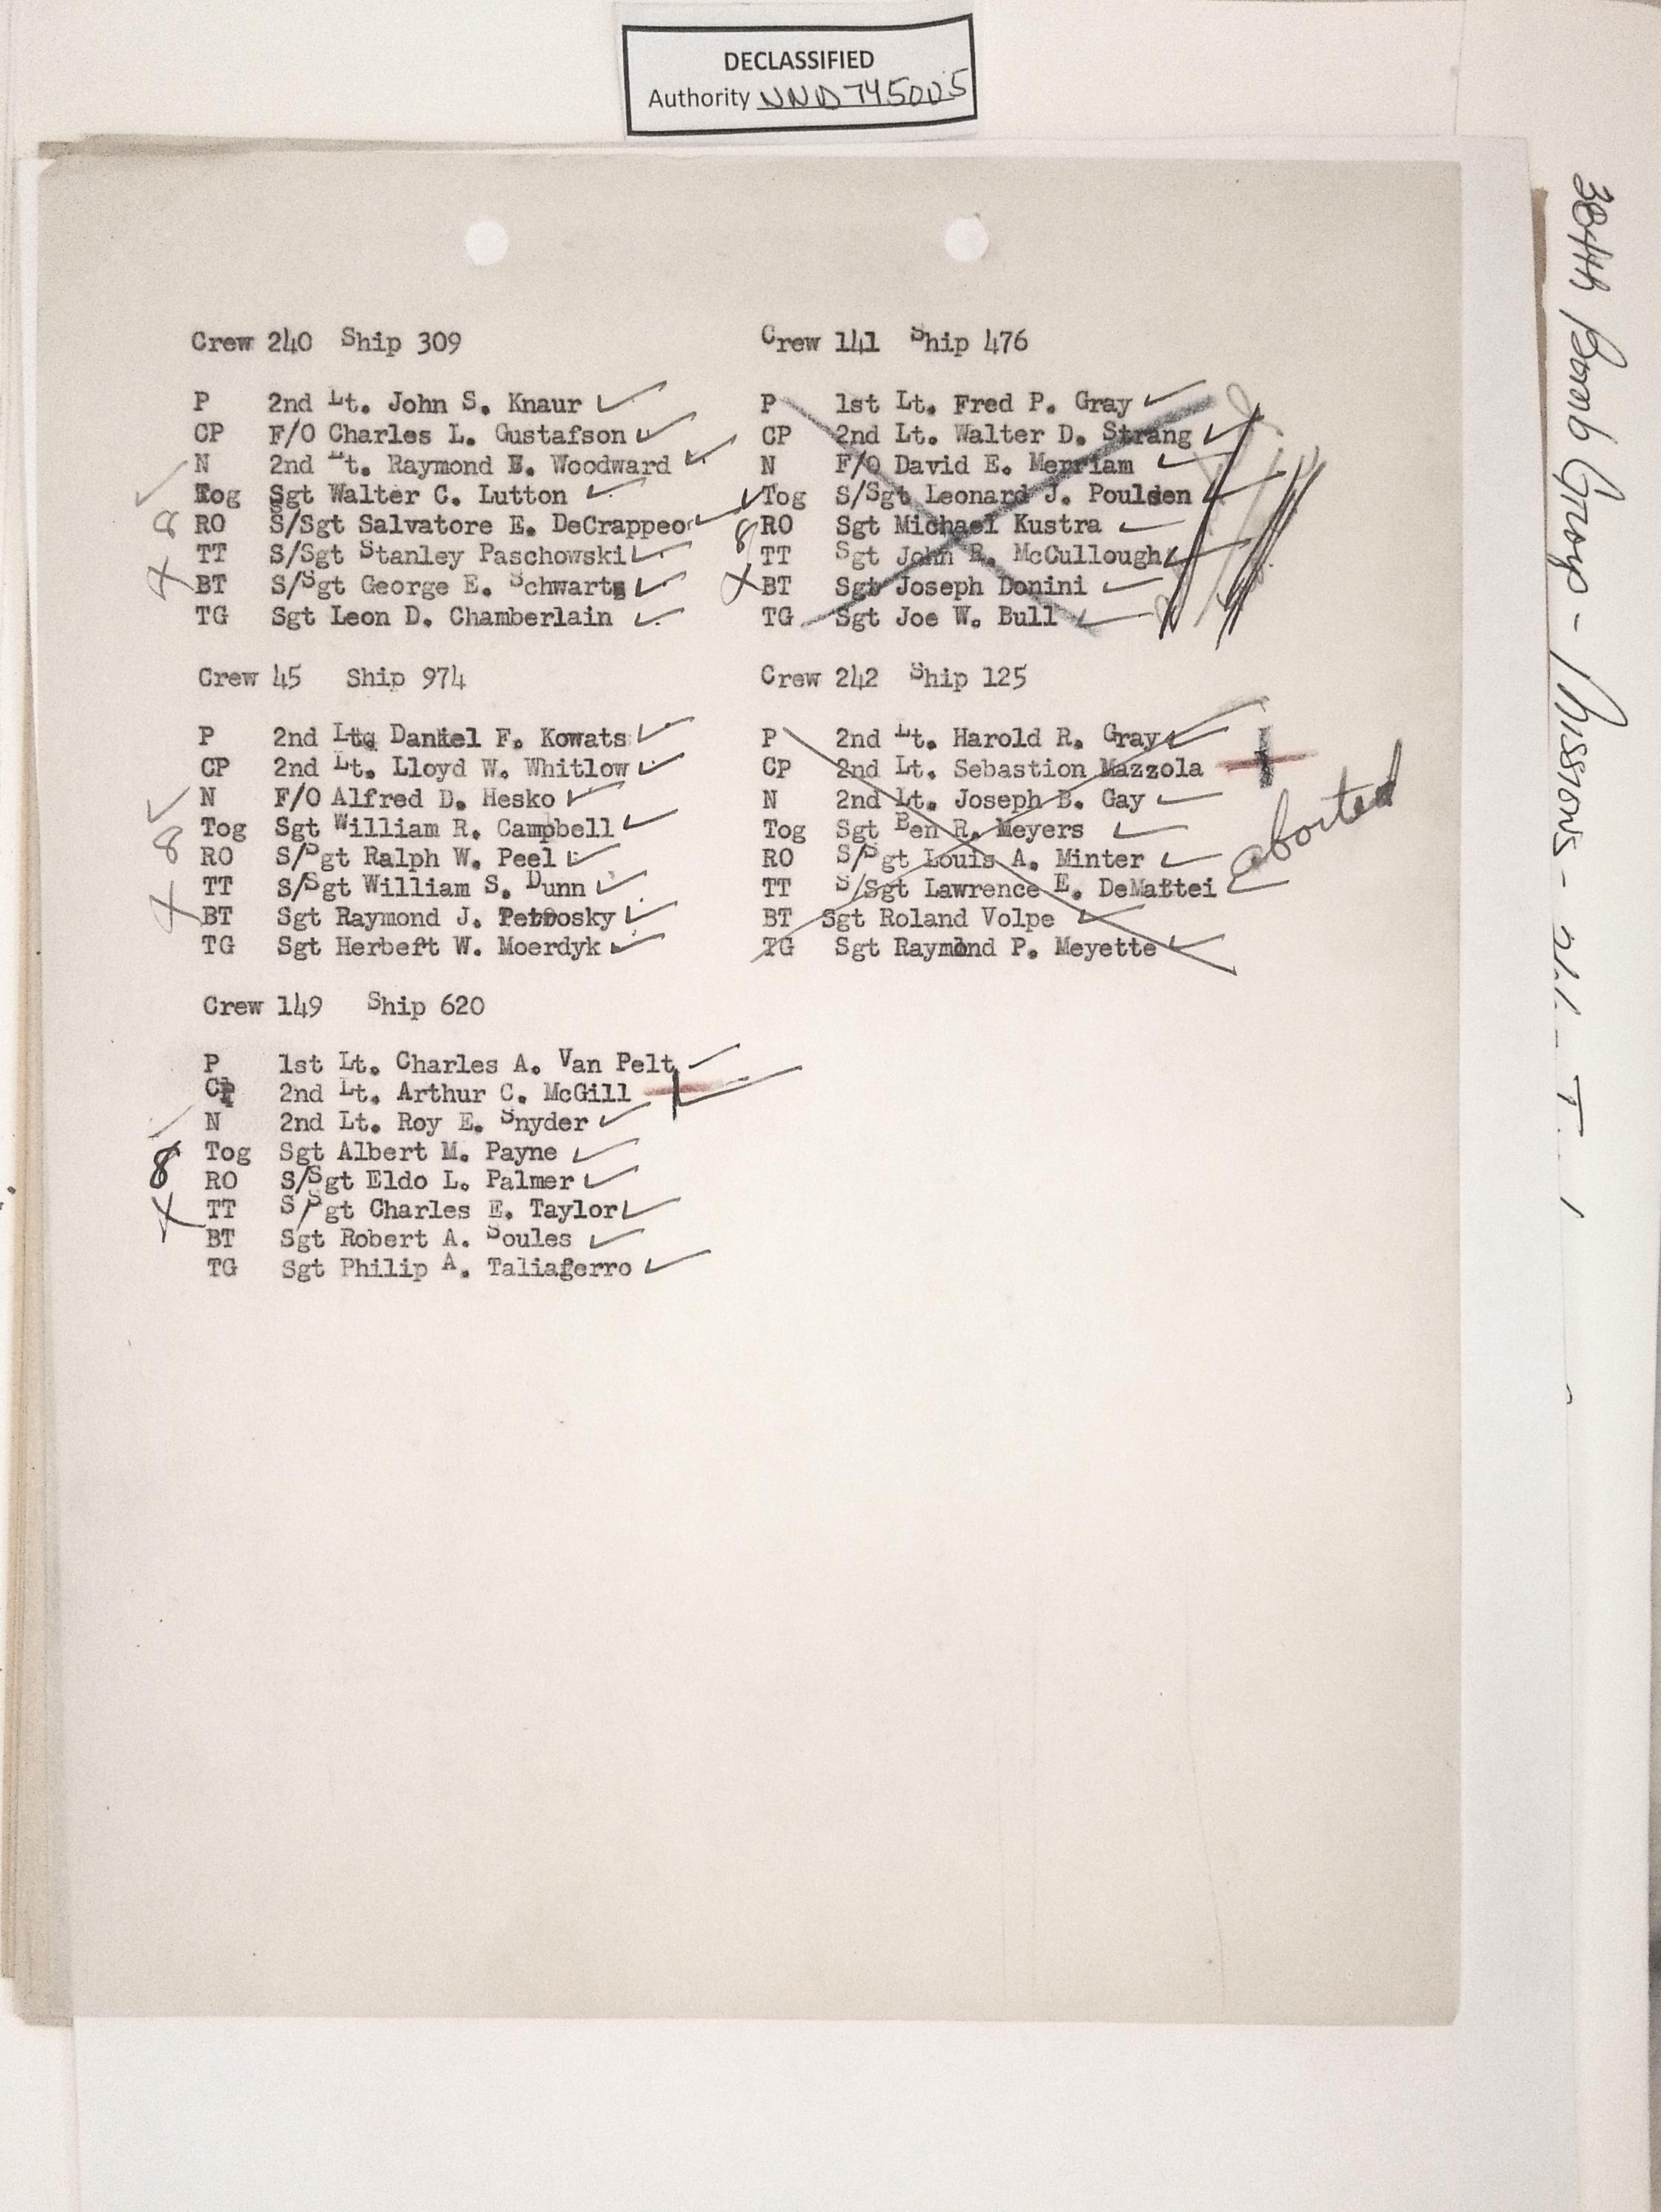 DECLASSIFIED
Authority NND 745005
Crew 240 Ship 309
P 2nd Lt. John S. Knaur
CP F/O Charles L. Gustafson
N 2nd Lt. Raymond E. Woodward
Tog Sgt Walter C. Lutton
8 RO S/Sgt Salvatore E. DeCrappeo
TT S/Sgt Stanley Paschowski
X BT S/Sgt George E. Schwarts
TG Sgt Leon D. Chamberlain
Crew 141 Ship 476
P 1st Lt. Fred P. Gray
CP 2nd Lt. Walter D. Strang
N F/O David E. Merriam
Tog S/Sgt Leonard J. Poulsen
8 RO Sgt Michael Kustra
TT Sgt John R. McCullough
X BT Sgt Joseph Donini
TG Sgt Joe W. Bull
Crew 45 Ship 974
P 2nd Lt. Daniel F. Kowats
CP 2nd Lt. Lloyd W. Whitlow
N F/O Alfred D. Hesko
8 Tog Sgt William R. Campbell
RO S/Sgt Ralph W. Peel
TT S/Sgt William S. Dunn
X BT Sgt Raymond J. Petrosky
TG Sgt Herbert W. Moerdyk
Crew 242 Ship 125
P 2nd Lt. Harold R. Gray
CP 2nd Lt. Sebastion Mazzola
N 2nd Lt. Joseph B. Gay
Tog Sgt Ben R. Meyers
RO S/Sgt Louis A. Minter
TT S/Sgt Lawrence E. DeMattei
BT Sgt Roland Volpe
TG Sgt Raymond P. Meyette
aborted
Crew 149 Ship 620
P 1st Lt. Charles A. Van Pelt
CP 2nd Lt. Arthur C. McGill
N 2nd Lt. Roy E. Snyder
8 Tog Sgt Albert M. Payne
RO S/Sgt Eldo L. Palmer
X TT S/Sgt Charles E. Taylor
BT Sgt Robert A. Soules
TG Sgt Philip A. Taliaferro
384th Bomb Group - Missions -